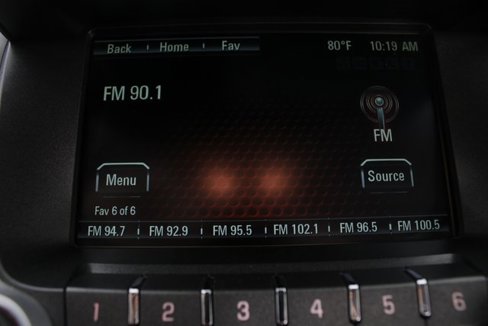 Back Home Fav 80°F 10:19 AM
FM 90.1
FM
Menu Source
Fav 6 of 6
FM 94.7 FM 92.9 FM 95.5 FM 102.1 FM 96.5 FM 100.5
1 2 3 4 5 6